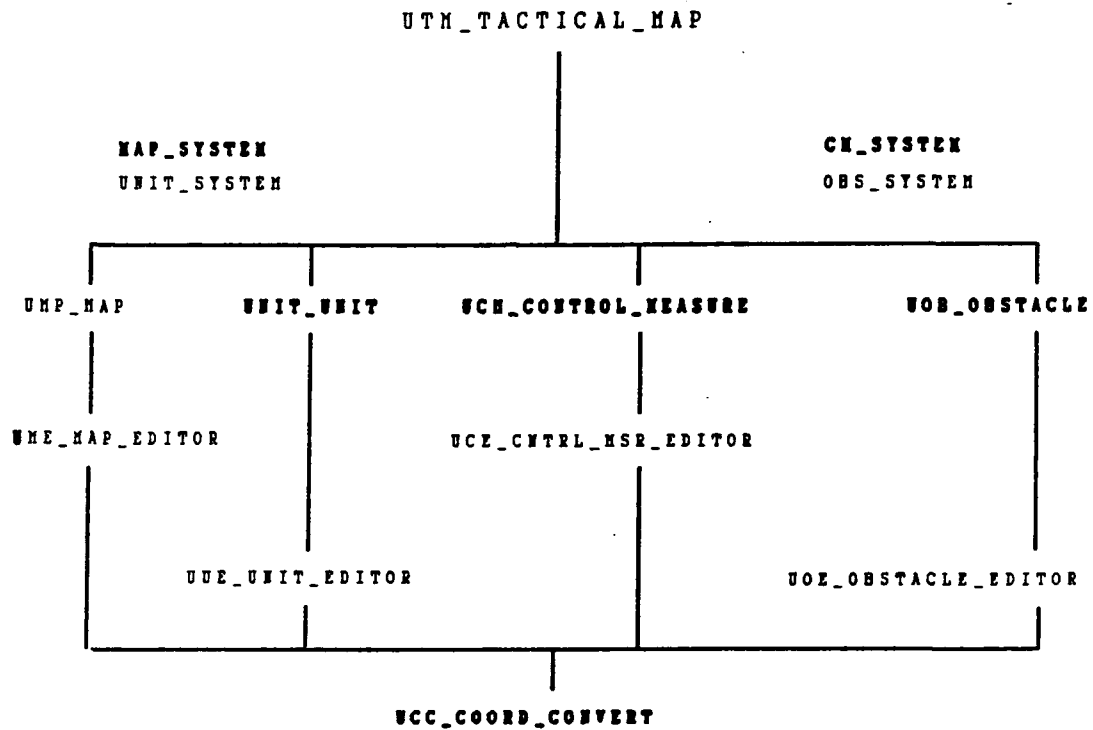 UTM_TACTICAL_MAP
MAP_SYSTEM
CM_SYSTEM
UNIT_SYSTEM
OBS_SYSTEM
UMP_MAP
UNIT_UNIT
UCM_CONTROL_MEASURE
UOB_OBSTACLE
UME_MAP_EDITOR
UCE_CNTRL_MSR_EDITOR
UUE_UNIT_EDITOR
UOE_OBSTACLE_EDITOR
UCC_COORD_CONVERT